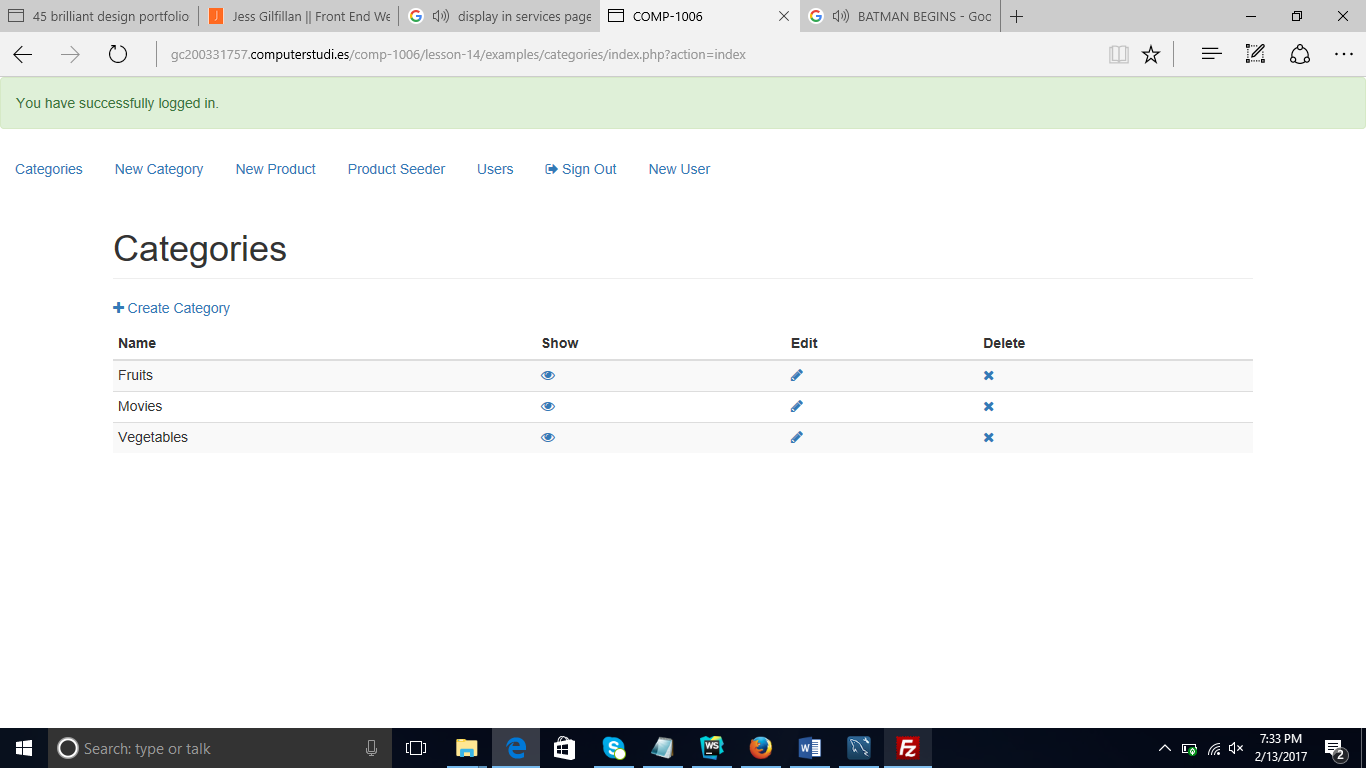 45 brilliant design portfolio
Jess Gilfillan || Front End We
display in services page
COMP-1006
BATMAN BEGINS - Goo
gc200331757.computerstudi.es/comp-1006/lesson-14/examples/categories/index.php?action=index
You have successfully logged in.
Categories New Category New Product Product Seeder Users Sign Out New User
Categories
Create Category
Name Show Edit Delete
Fruits
Movies
Vegetables
Search: type or talk
WS
W
Fz
7:33 PM
2/13/2017
2